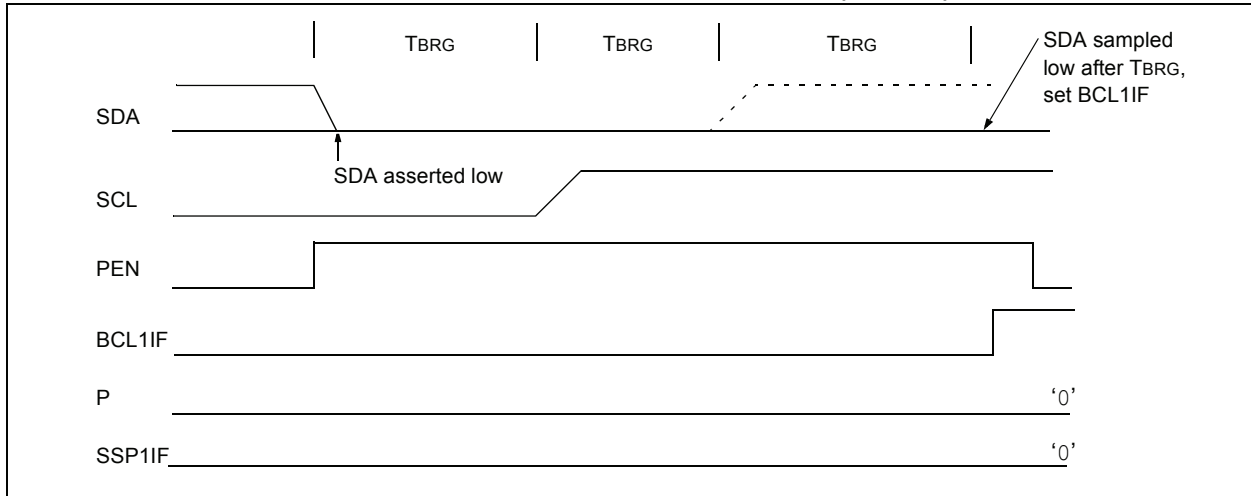 TBRG TBRG TBRG
SDA sampled
low after TBRG,
set BCL1IF
SDA
SDA asserted low
SCL
PEN
BCL1IF
P
‘0’
SSP1IF
‘0’